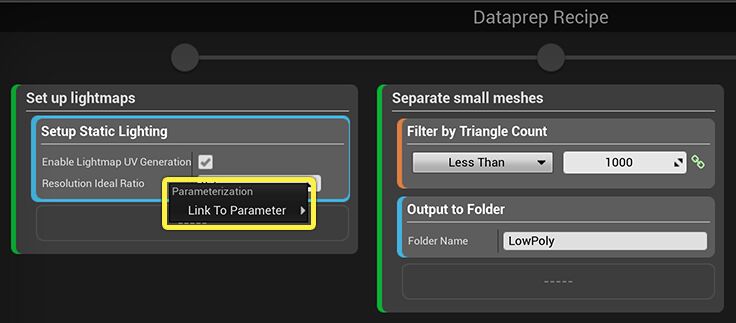 Dataprep Recipe
Set up lightmaps
Setup Static Lighting
Enable Lightmap UV Generation
Resolution Ideal Ratio
Parameterization
Link To Parameter
-----
Separate small meshes
Filter by Triangle Count
Less Than 1000
Output to Folder
Folder Name LowPoly
-----